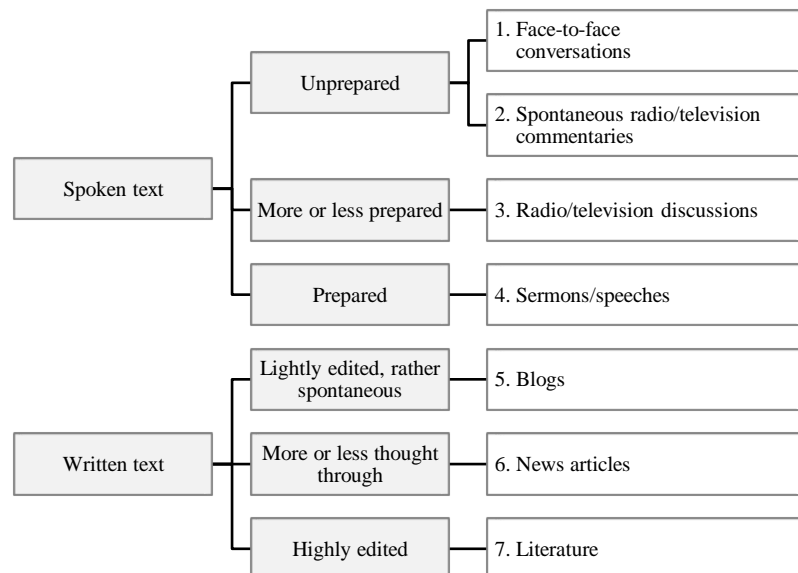 Spoken text
Unprepared
1. Face-to-face
conversations
2. Spontaneous radio/television
commentaries
More or less prepared
3. Radio/television discussions
Prepared
4. Sermons/speeches
Written text
Lightly edited, rather
spontaneous
5. Blogs
More or less thought
through
6. News articles
Highly edited
7. Literature